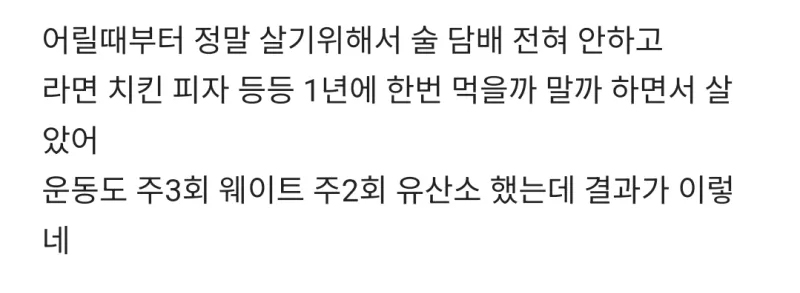 어릴때부터 정말 살기위해서 술 담배 전혀 안하고
라면 치킨 피자 등등 1년에 한번 먹을까 말까 하면서 살
았어
운동도 주3회 웨이트 주2회 유산소 했는데 결과가 이렇
네